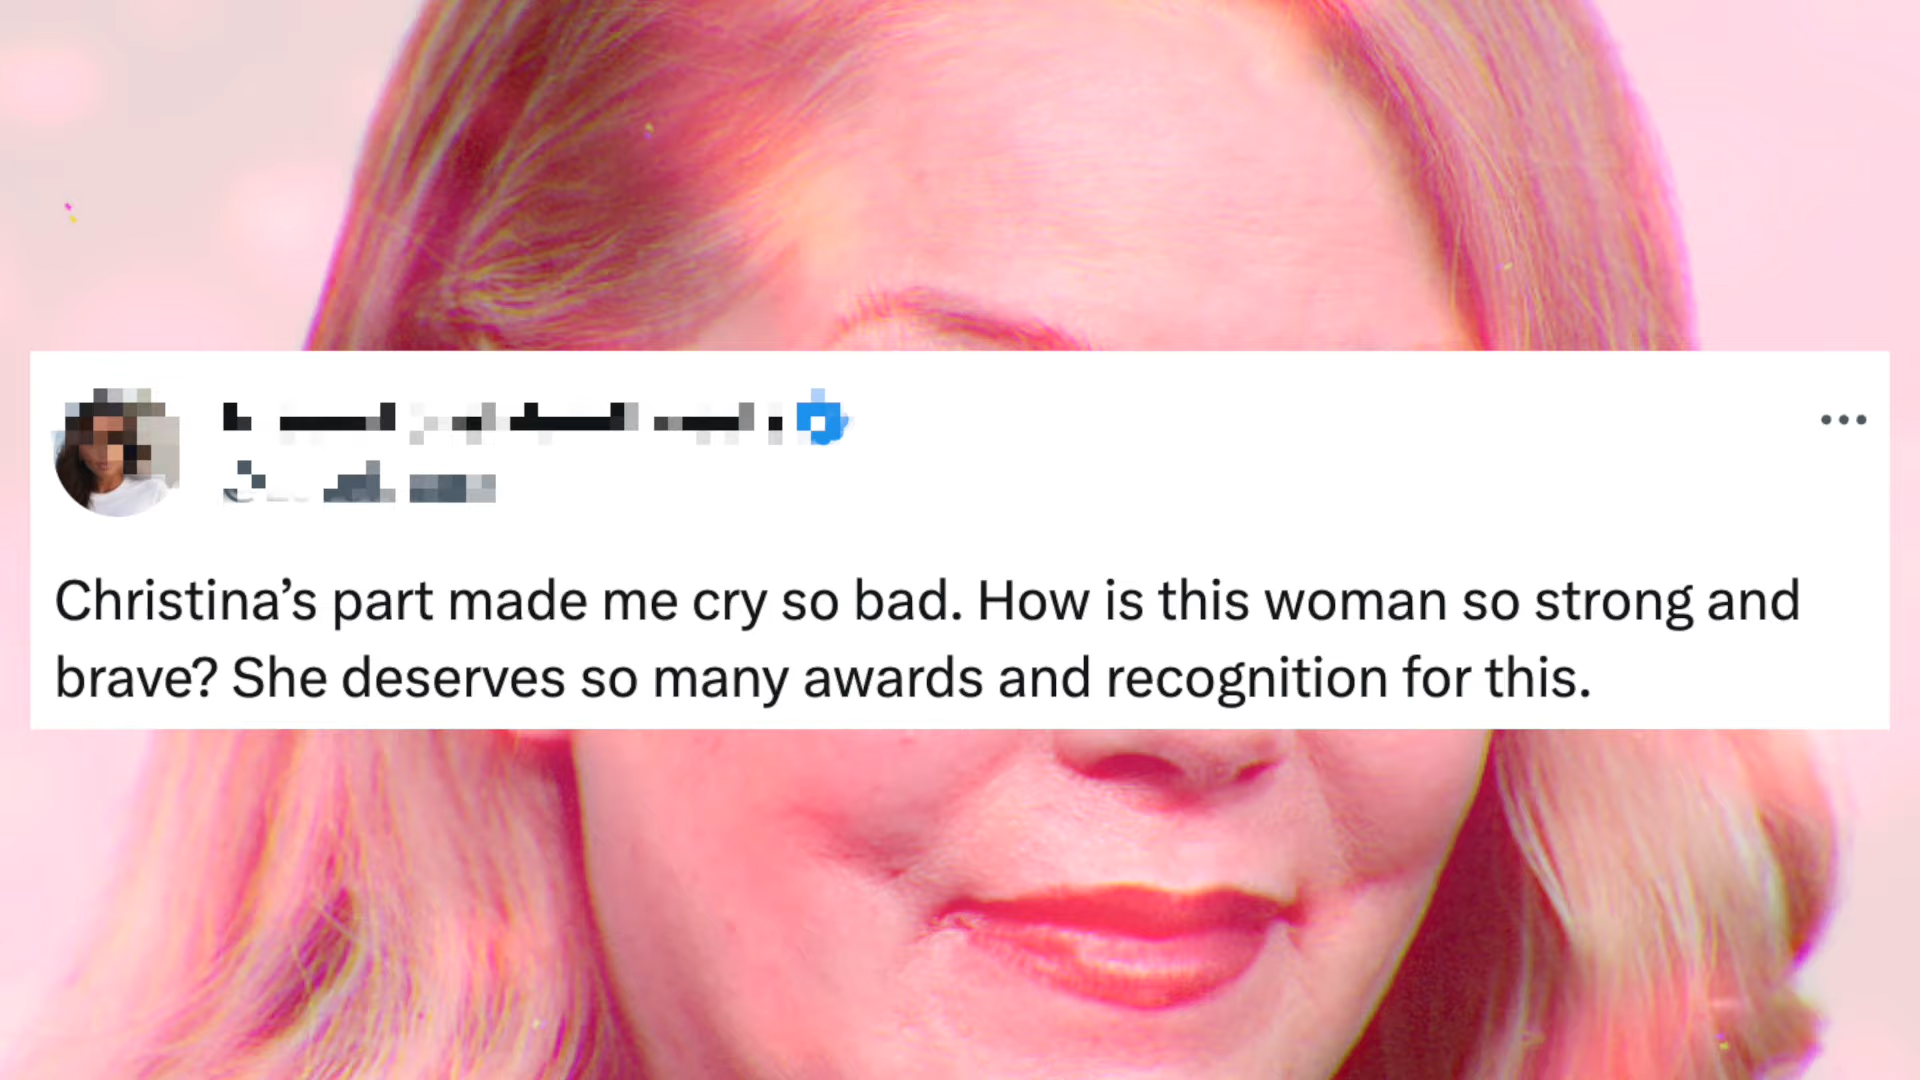 Christina’s part made me cry so bad. How is this woman so strong and
brave? She deserves so many awards and recognition for this.